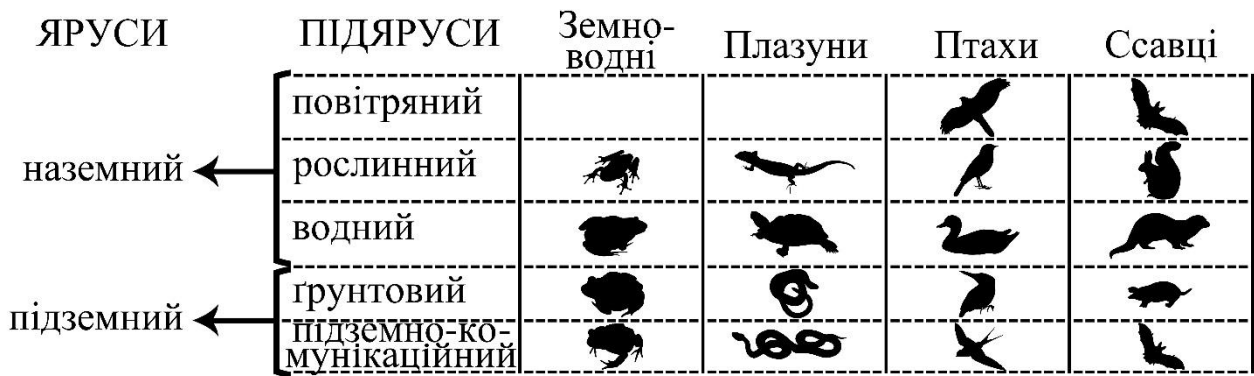 ЯРУСИ ПІДЯРУСИ Земно-
водні Плазуни Птахи Ссавці
повітряний
наземний рослинний
водний
ґрунтовий
підземний
підземно-ко-
мунікаційний